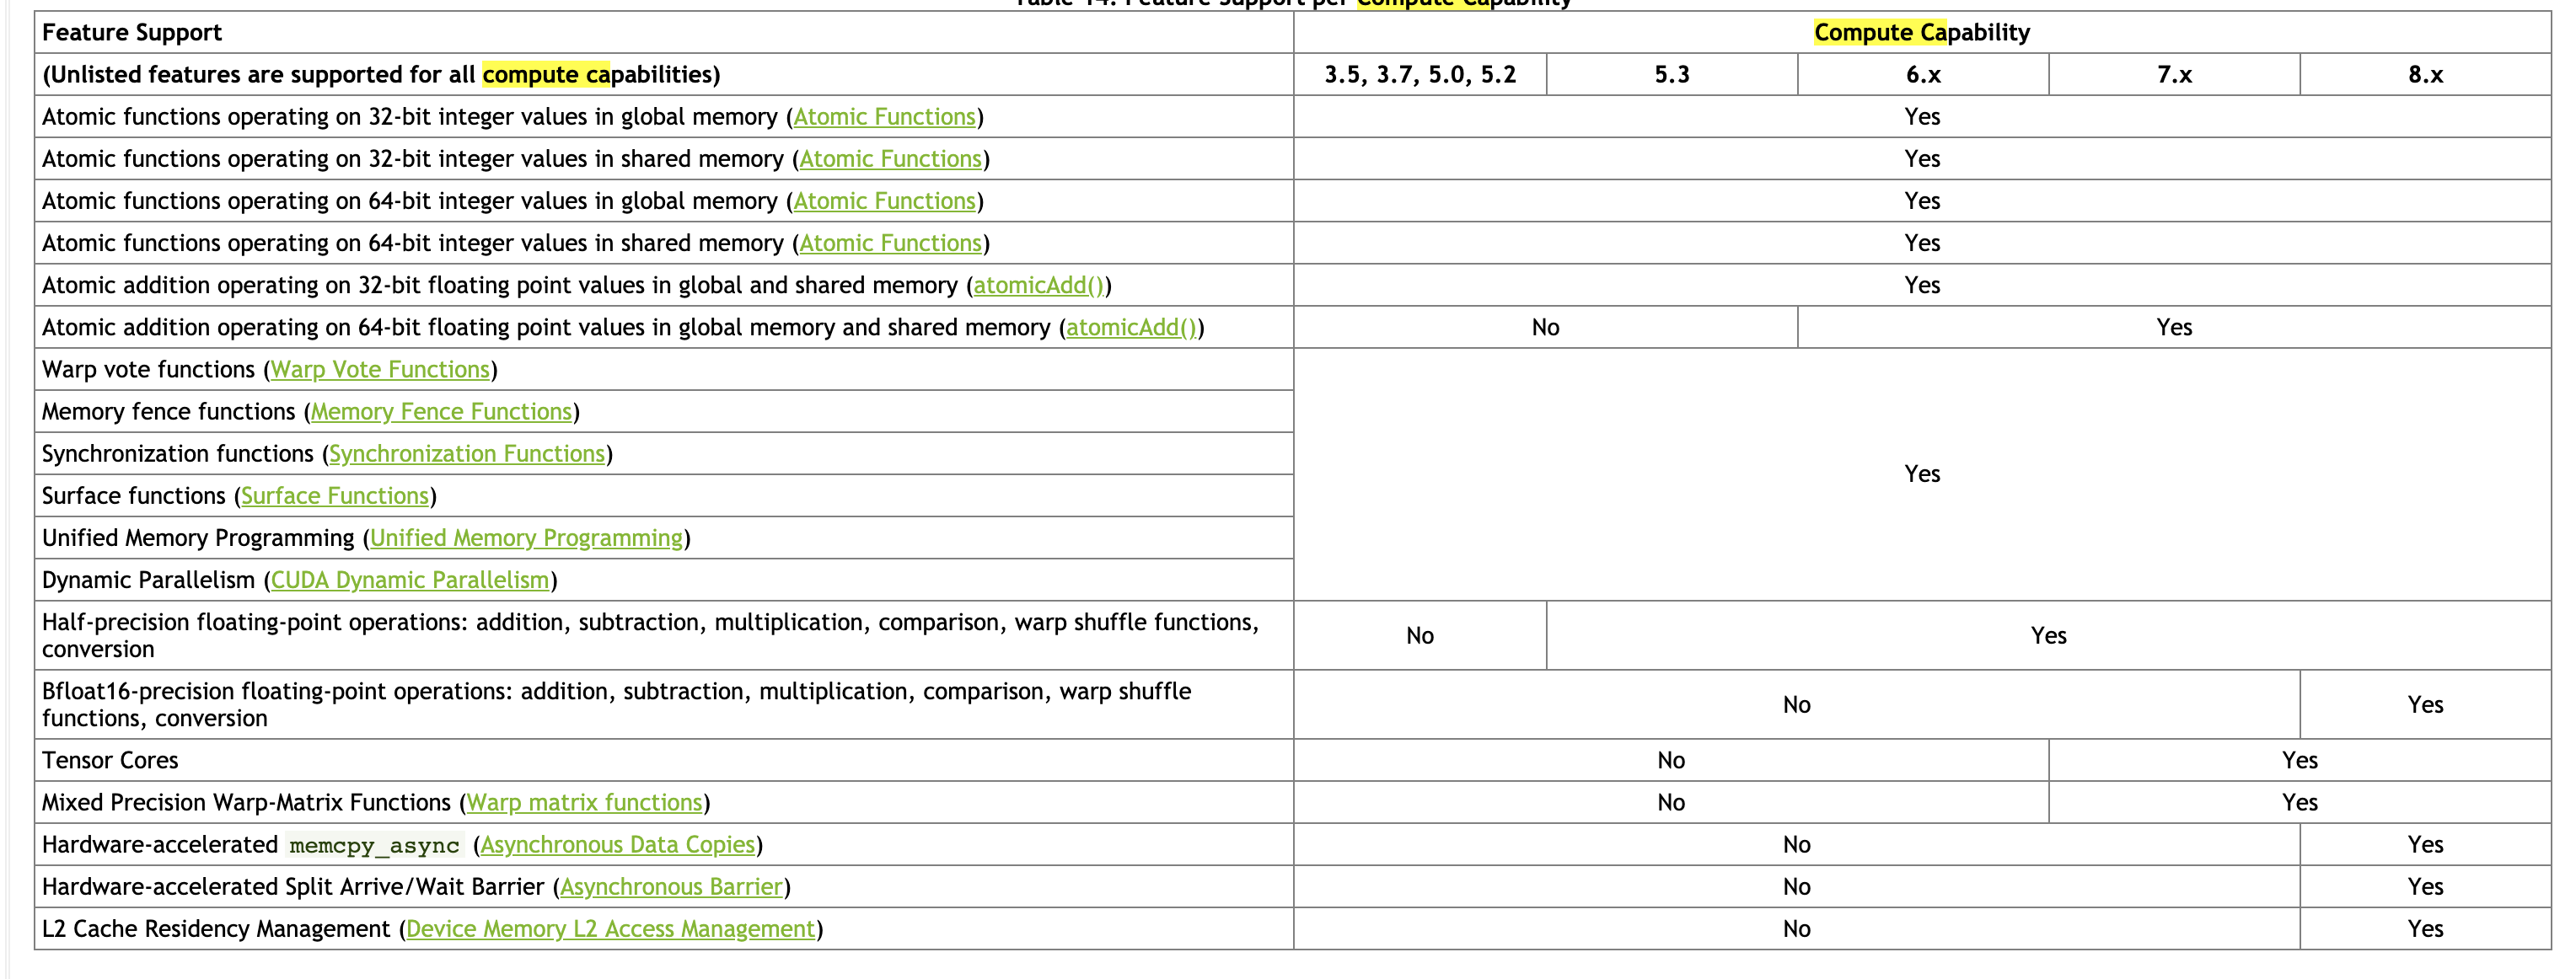 Table 14. Feature Support per Compute Capability
Feature Support Compute Capability
(Unlisted features are supported for all compute capabilities) 3.5, 3.7, 5.0, 5.2 5.3 6.x 7.x 8.x
Atomic functions operating on 32-bit integer values in global memory (Atomic Functions) Yes
Atomic functions operating on 32-bit integer values in shared memory (Atomic Functions) Yes
Atomic functions operating on 64-bit integer values in global memory (Atomic Functions) Yes
Atomic functions operating on 64-bit integer values in shared memory (Atomic Functions) Yes
Atomic addition operating on 32-bit floating point values in global and shared memory (atomicAdd()) Yes
Atomic addition operating on 64-bit floating point values in global memory and shared memory (atomicAdd()) No Yes
Warp vote functions (Warp Vote Functions)
Memory fence functions (Memory Fence Functions)
Synchronization functions (Synchronization Functions)
Yes
Surface functions (Surface Functions)
Unified Memory Programming (Unified Memory Programming)
Dynamic Parallelism (CUDA Dynamic Parallelism)
Half-precision floating-point operations: addition, subtraction, multiplication, comparison, warp shuffle functions,
conversion
No Yes
Bfloat16-precision floating-point operations: addition, subtraction, multiplication, comparison, warp shuffle
functions, conversion
No Yes
Tensor Cores No Yes
Mixed Precision Warp-Matrix Functions (Warp matrix functions) No Yes
Hardware-accelerated memcpy_async (Asynchronous Data Copies) No Yes
Hardware-accelerated Split Arrive/Wait Barrier (Asynchronous Barrier) No Yes
L2 Cache Residency Management (Device Memory L2 Access Management) No Yes